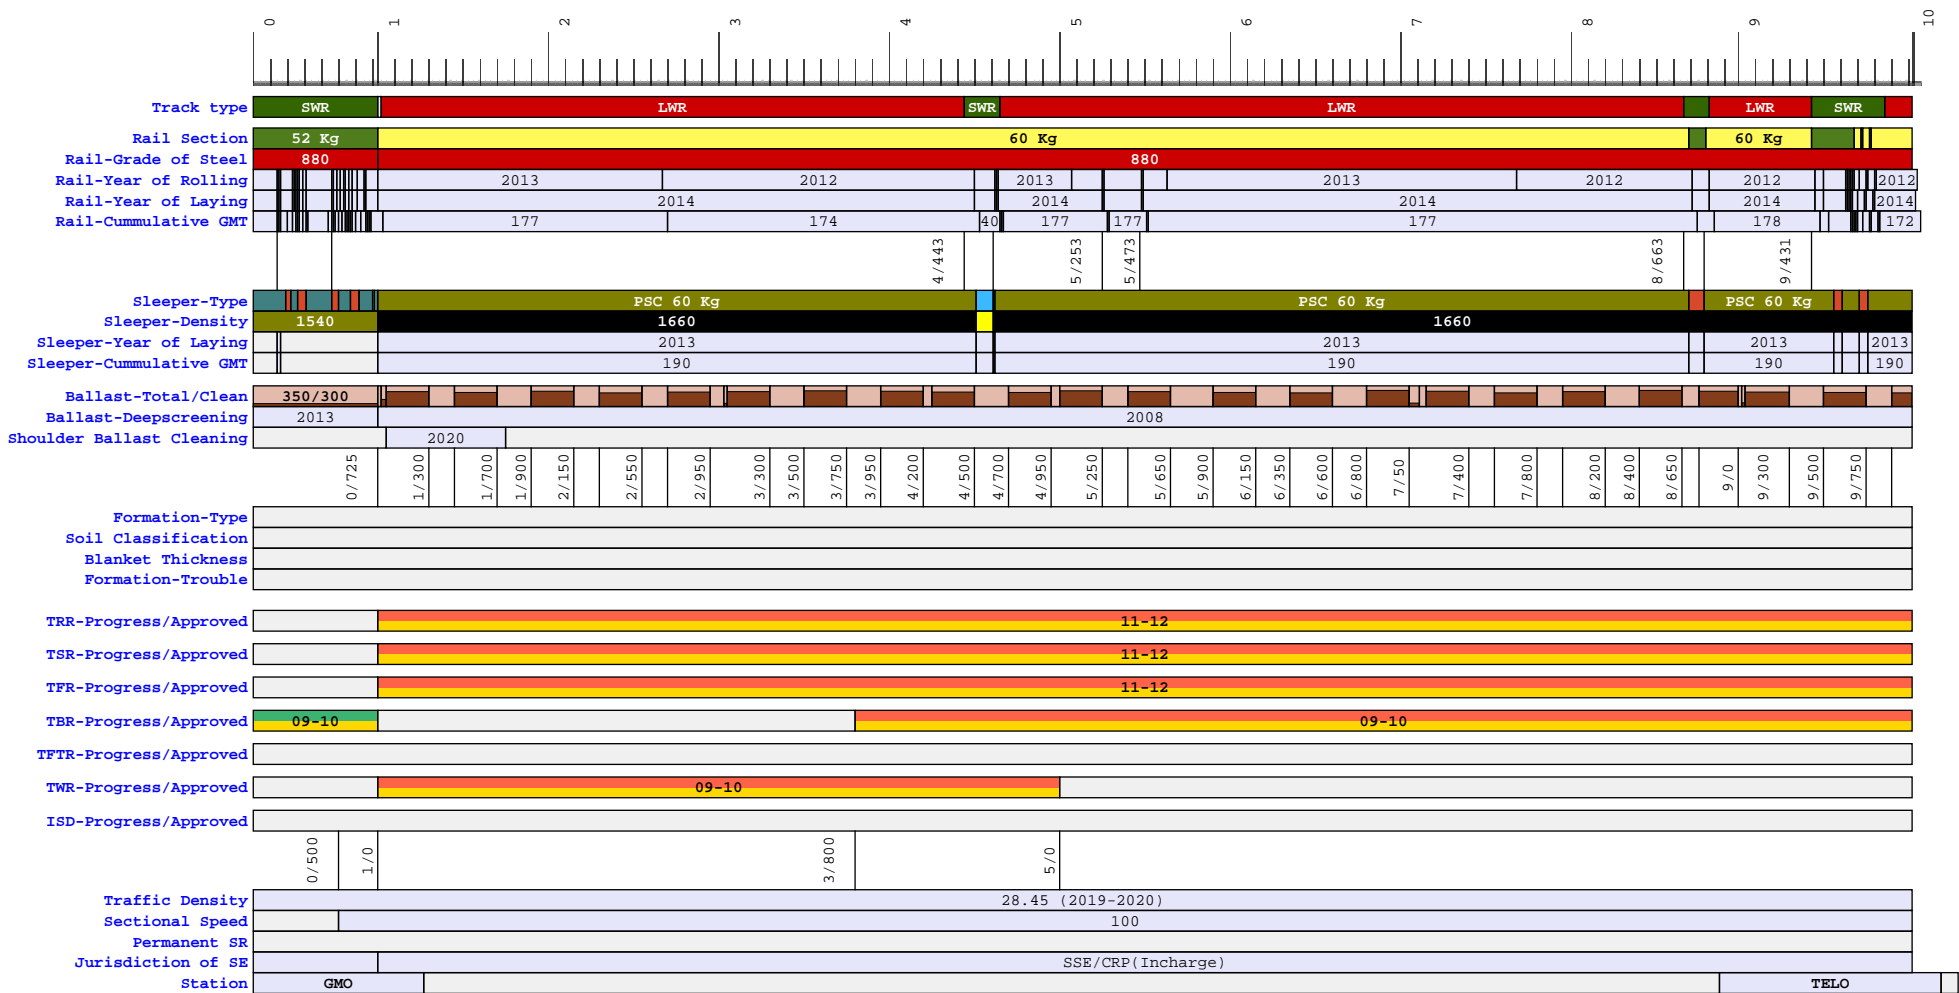 0 1 2 3 4 5 6 7 8 9 10
Track type SWR LWR SWR LWR LWR SWR
Rail Section 52 Kg 60 Kg 60 Kg
Rail-Grade of Steel 880 880
Rail-Year of Rolling 2013 2012 2013 2013 2012 2012 2012
Rail-Year of Laying 2014 2014 2014 2014 2014
Rail-Cummulative GMT 177 174 40 177 177 177 178 172
4/443 5/253 5/473 8/663 9/431
Sleeper-Type PSC 60 Kg PSC 60 Kg PSC 60 Kg
Sleeper-Density 1540 1660 1660
Sleeper-Year of Laying 2013 2013 2013 2013
Sleeper-Cummulative GMT 190 190 190 190
Ballast-Total/Clean 350/300
Ballast-Deepscreening 2013 2008
Shoulder Ballast Cleaning 2020
0/725 1/300 1/700 1/900 2/150 2/550 2/950 3/300 3/500 3/750 3/950 4/200 4/500 4/700 4/950 5/250 5/650 5/900 6/150 6/350 6/600 6/800 7/50 7/400 7/800 8/200 8/400 8/650 9/0 9/300 9/500 9/750
Formation-Type
Soil Classification
Blanket Thickness
Formation-Trouble
TRR-Progress/Approved 11-12
TSR-Progress/Approved 11-12
TFR-Progress/Approved 11-12
TBR-Progress/Approved 09-10 09-10
TFTR-Progress/Approved
TWR-Progress/Approved 09-10
ISD-Progress/Approved
0/500 1/0 3/800 5/0
Traffic Density 28.45 (2019-2020)
Sectional Speed 100
Permanent SR
Jurisdiction of SE SSE/CRP(Incharge)
Station GMO TELO